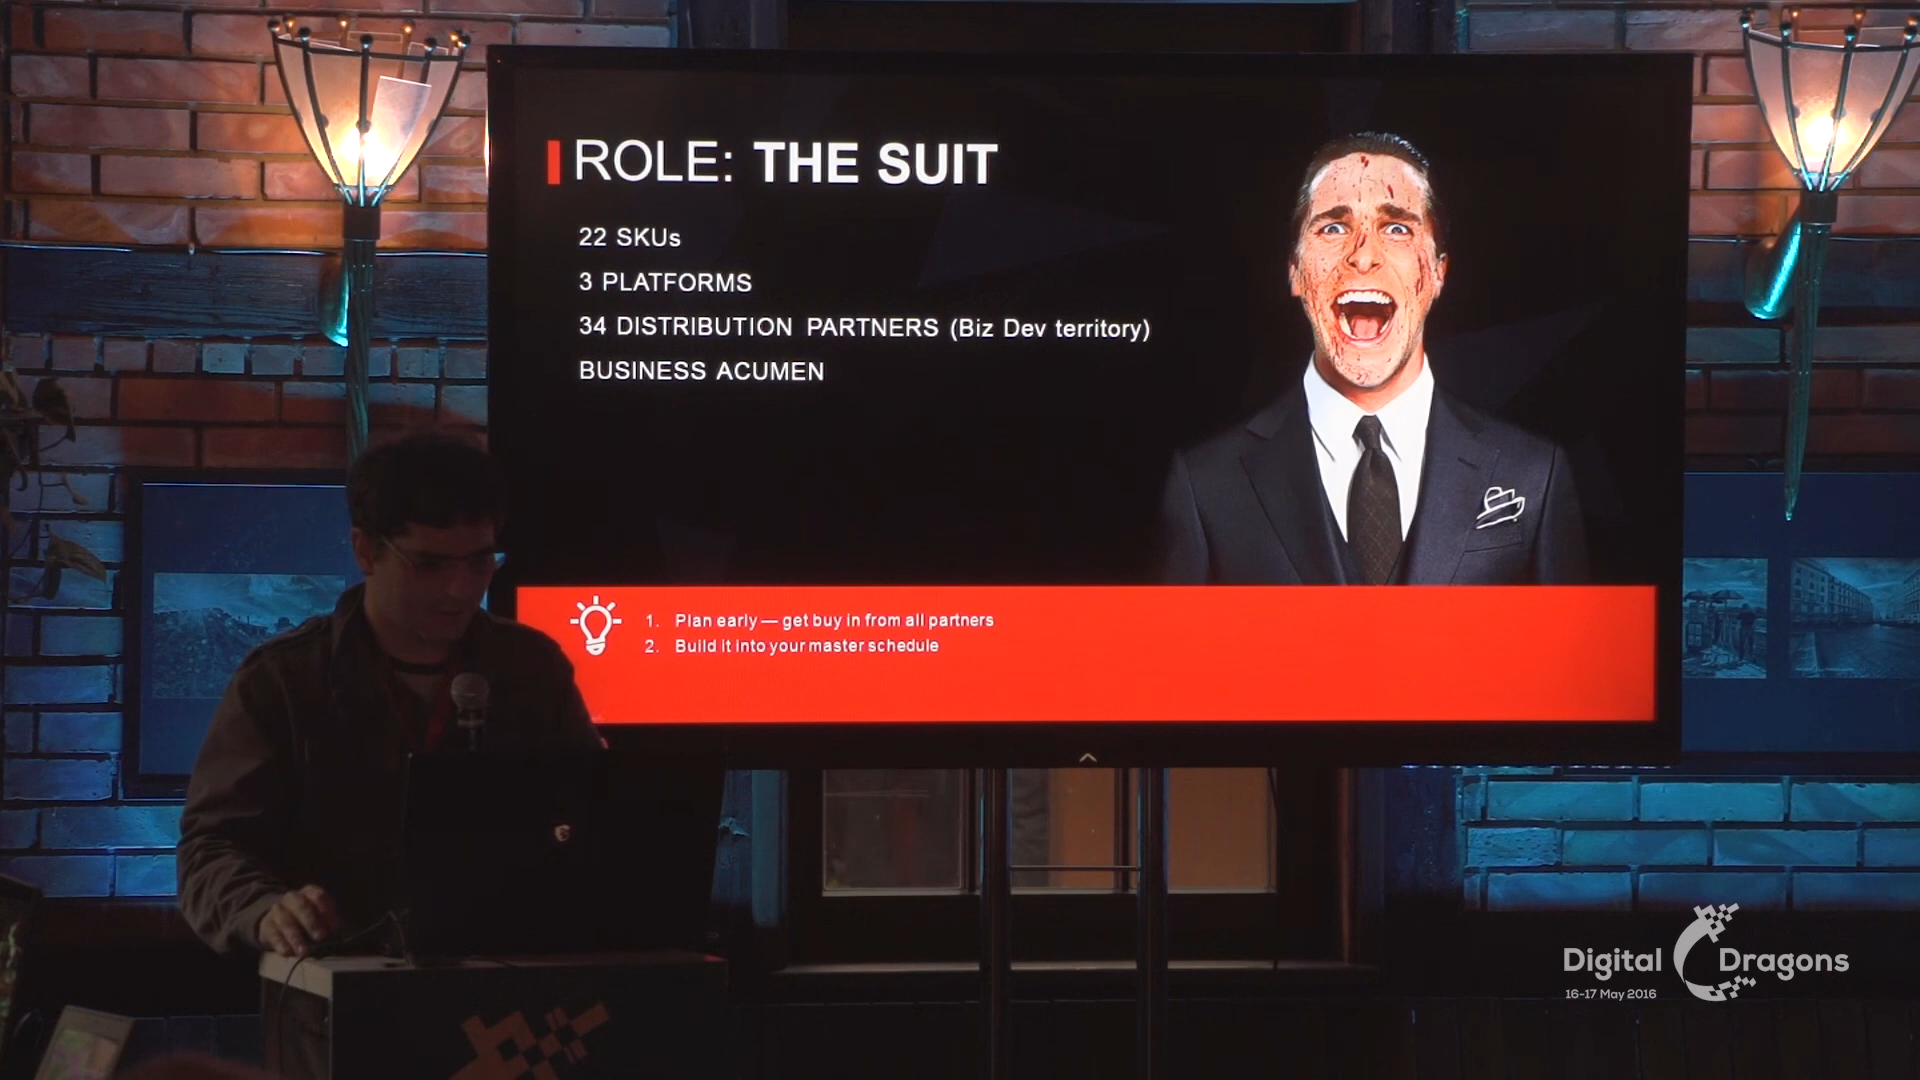 ROLE: THE SUIT
22 SKUs
3 PLATFORMS
34 DISTRIBUTION PARTNERS (Biz Dev territory)
BUSINESS ACUMEN
1. Plan early — get buy in from all partners
2. Build it into your master schedule
Digital Dragons
16-17 May 2016